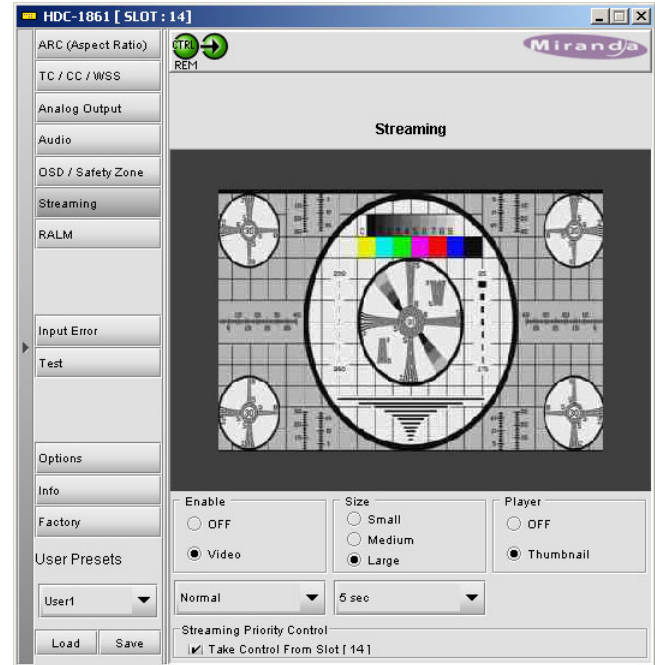 HDC-1861 [ SLOT : 14]
ARC (Aspect Ratio)
TC / CC / WSS
Analog Output
Audio
OSD / Safety Zone
Streaming
RALM
Input Error
Test
Options
Info
Factory
User Presets
User1
Load Save
CTRL
REM
Miranda
Streaming
Enable
OFF
Video
Size
Small
Medium
Large
Player
OFF
Thumbnail
Normal
5 sec
Streaming Priority Control
Take Control From Slot [ 14]